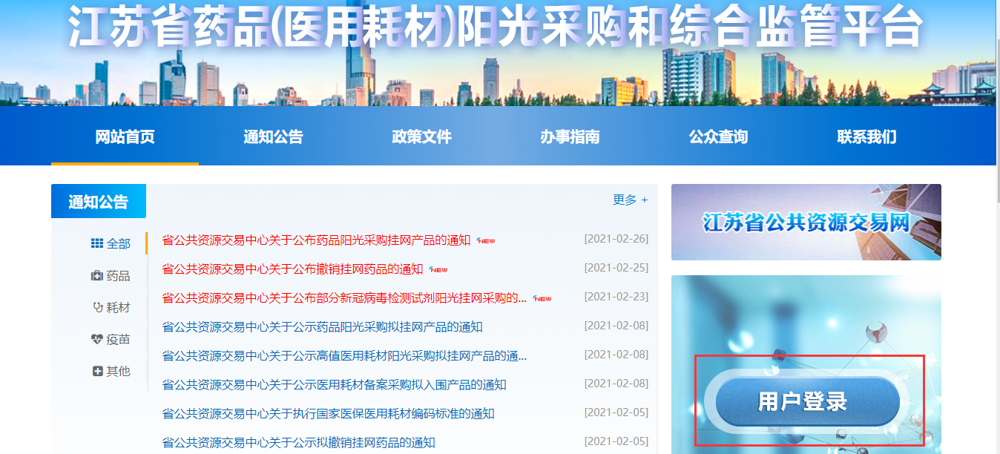 江苏省药品(医用耗材)阳光采购和综合监管平台
网站首页 通知公告 政策文件 办事指南 公众查询 联系我们
通知公告
更多 +
全部
药品
耗材
疫苗
其他
省公共资源交易中心关于公布药品阳光采购挂网产品的通知 NEW [2021-02-26]
省公共资源交易中心关于公布撤销挂网药品的通知 NEW [2021-02-25]
省公共资源交易中心关于公布部分新冠病毒检测试剂阳光挂网采购的... NEW [2021-02-23]
省公共资源交易中心关于公示药品阳光采购拟挂网产品的通知 [2021-02-08]
省公共资源交易中心关于公示高值医用耗材阳光采购拟挂网产品的通... [2021-02-08]
省公共资源交易中心关于公示医用耗材备案采购拟入围产品的通知 [2021-02-08]
省公共资源交易中心关于执行国家医保医用耗材编码标准的通知 [2021-02-05]
省公共资源交易中心关于公示拟撤销挂网药品的通知 [2021-02-05]
江苏省公共资源交易网
用户登录